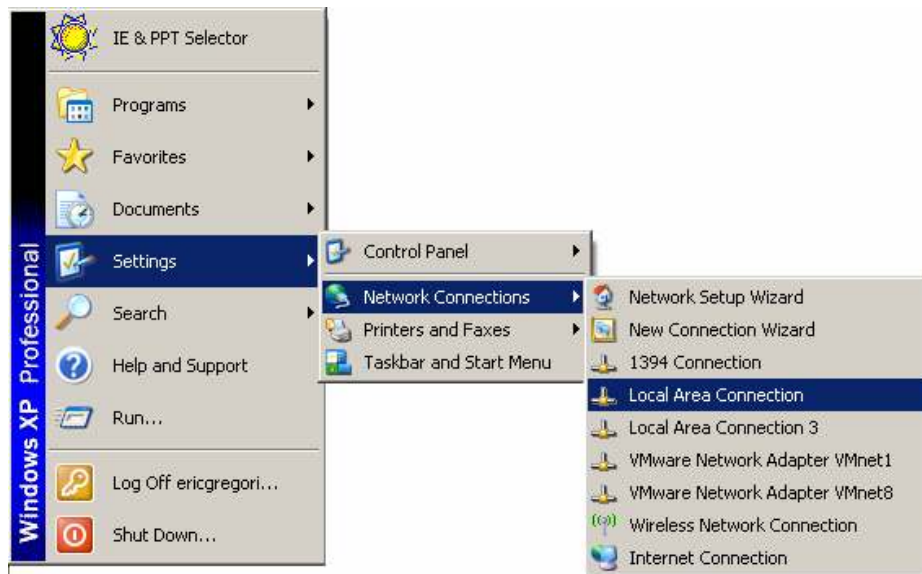 IE & PPT Selector
Programs
Favorites
Documents
Settings
Search
Help and Support
Run...
Log Off ericgregori...
Shut Down...
Windows XP Professional
Control Panel
Network Connections
Printers and Faxes
Taskbar and Start Menu
Network Setup Wizard
New Connection Wizard
1394 Connection
Local Area Connection
Local Area Connection 3
VMware Network Adapter VMnet1
VMware Network Adapter VMnet8
Wireless Network Connection
Internet Connection